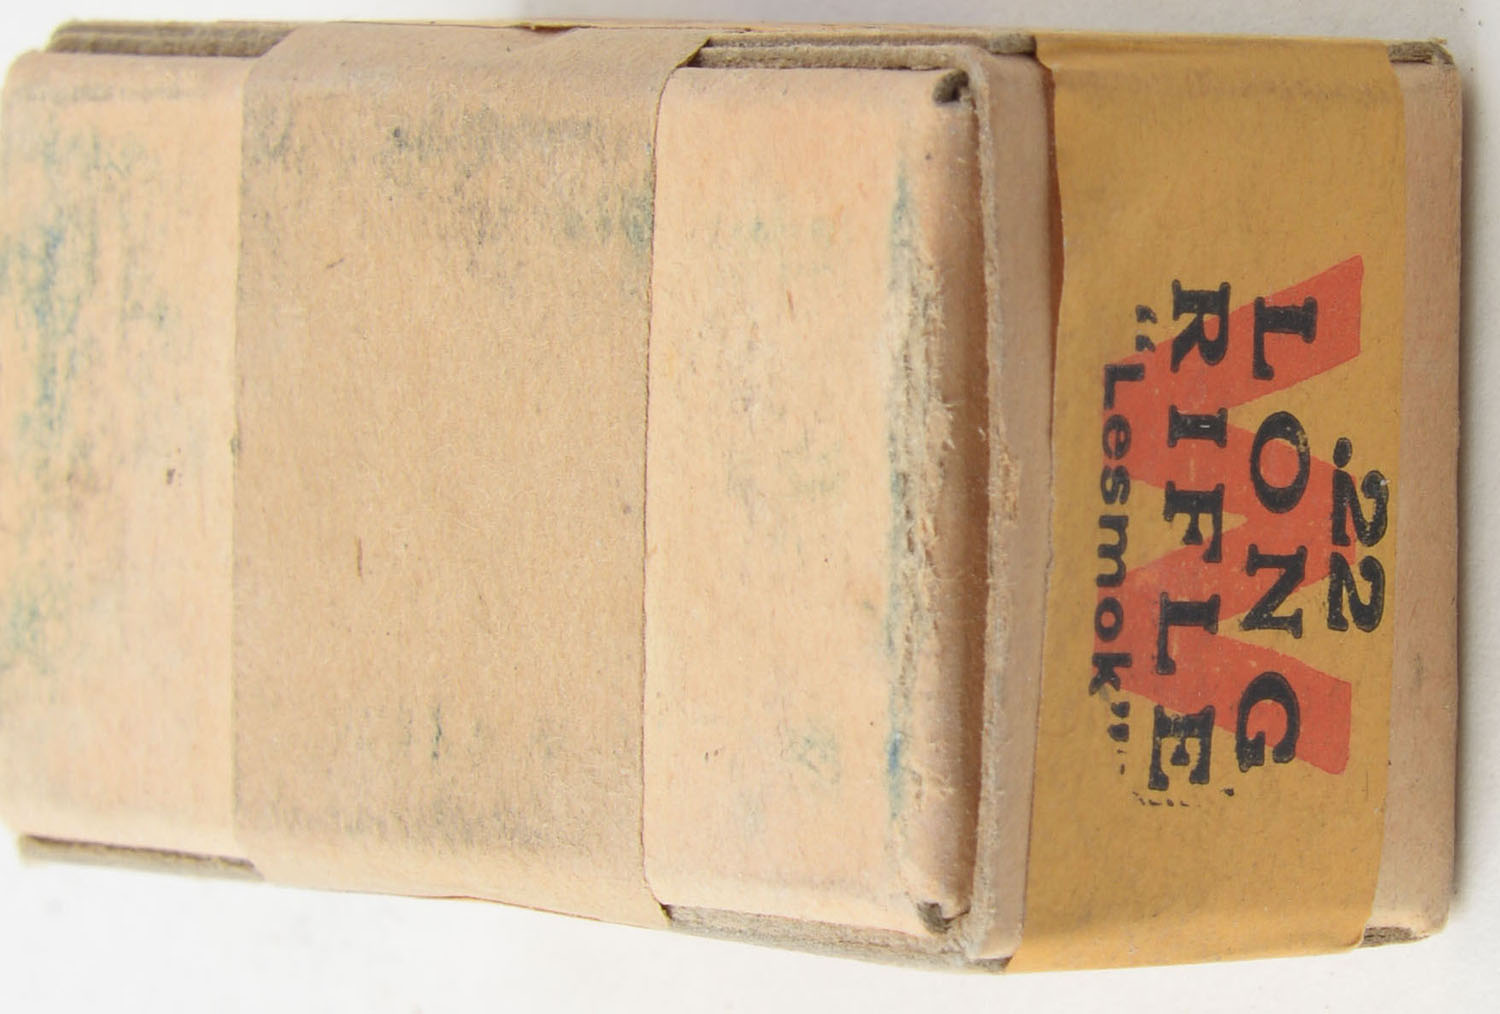 .22
LONG
RIFLE
"Lesmok"
W